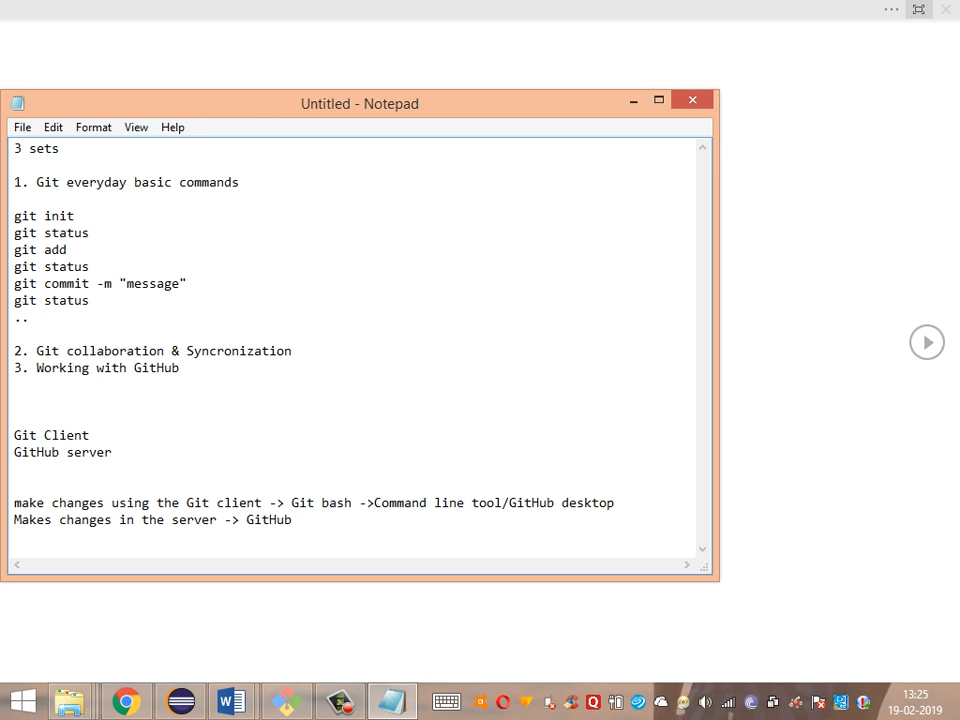 Untitled - Notepad
File Edit Format View Help
3 sets
1. Git everyday basic commands
git init
git status
git add
git status
git commit -m "message"
git status
..
2. Git collaboration & Syncronization
3. Working with GitHub
Git Client
GitHub server
make changes using the Git client -> Git bash ->Command line tool/GitHub desktop
Makes changes in the server -> GitHub
13:25
19-02-2019